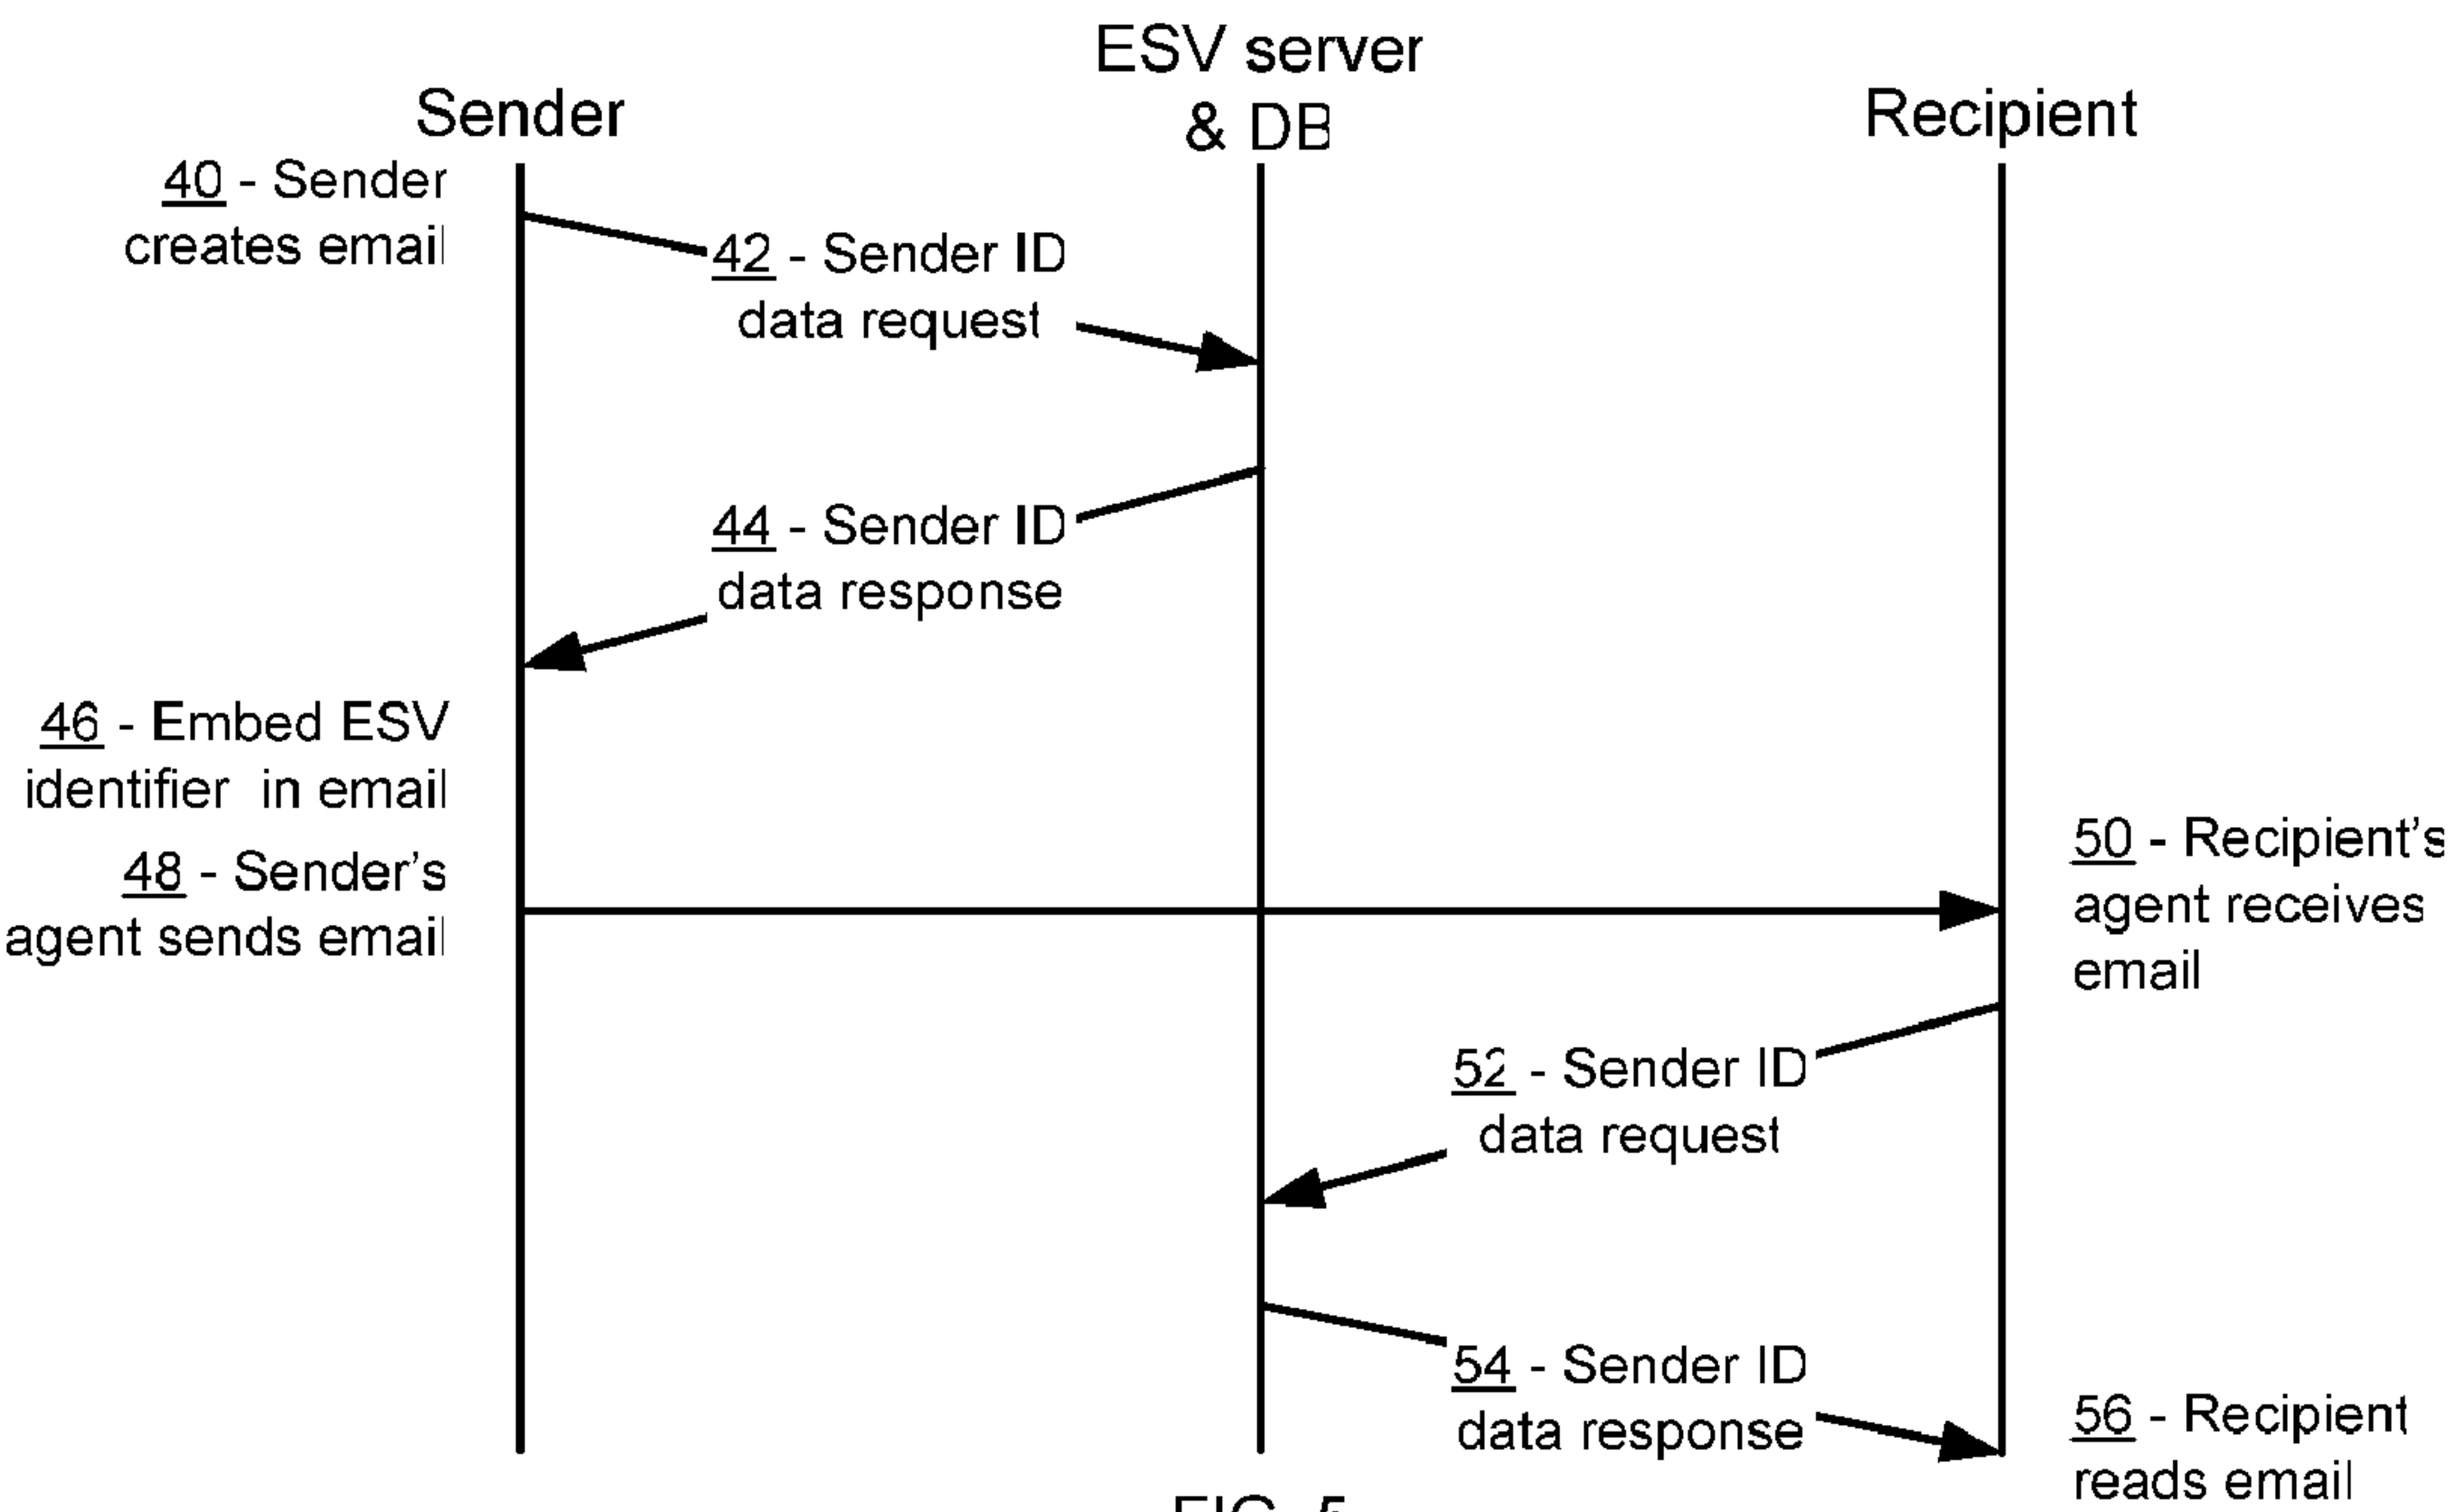 ESV server
& DB
Sender
Recipient
40 - Sender
creates email
42 - Sender ID
data request
44 - Sender ID
data response
46 - Embed ESV
identifier in email
48 - Sender's
agent sends email
50 - Recipient's
agent receives
email
52 - Sender ID
data request
54 - Sender ID
data response
56 - Recipient
reads email
FIG. 5